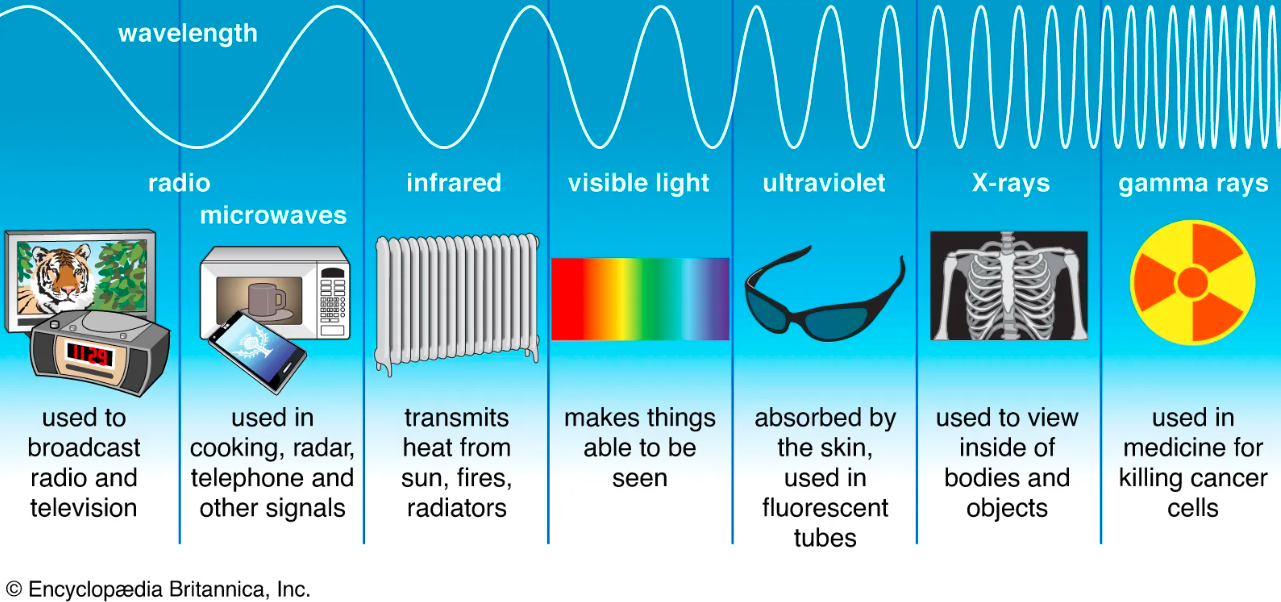 wavelength
radio
microwaves
infrared
visible light
ultraviolet
X-rays
gamma rays
11:29
used to
broadcast
radio and
television
used in
cooking, radar,
telephone and
other signals
transmits
heat from
sun, fires,
radiators
makes things
able to be
seen
absorbed by
the skin,
used in
fluorescent
tubes
used to view
inside of
bodies and
objects
used in
medicine for
killing cancer
cells
© Encyclopædia Britannica, Inc.